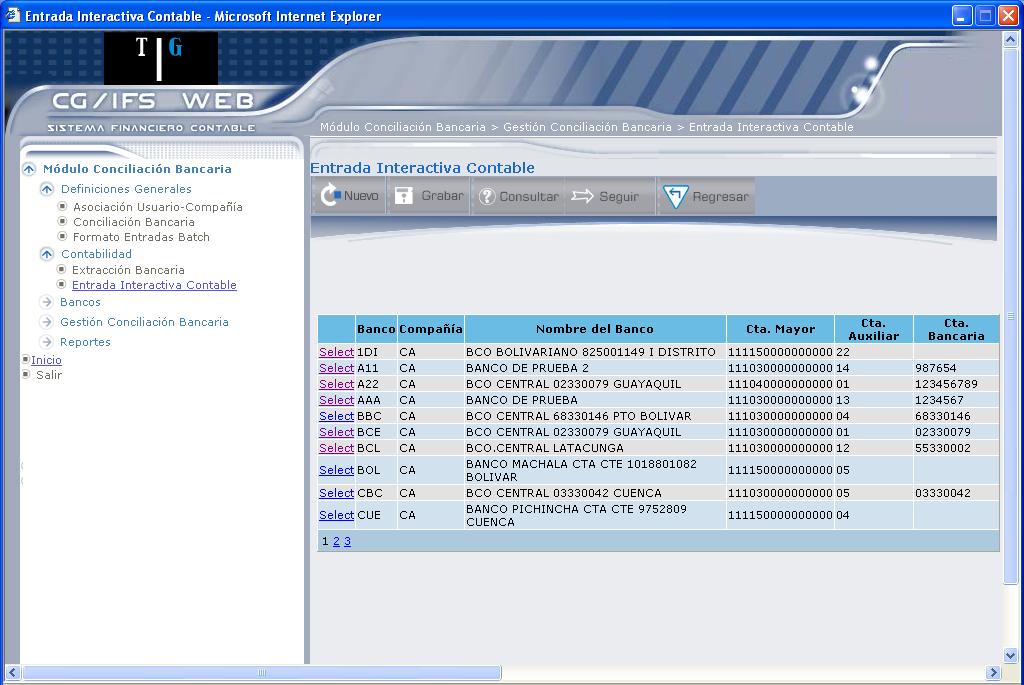 Entrada Interactiva Contable - Microsoft Internet Explorer
T G
CG/IFS WEB
SISTEMA FINANCIERO CONTABLE
Módulo Conciliación Bancaria > Gestión Conciliación Bancaria > Entrada Interactiva Contable
Módulo Conciliación Bancaria
Definiciones Generales
Asociación Usuario-Compañía
Conciliación Bancaria
Formato Entradas Batch
Contabilidad
Extracción Bancaria
Entrada Interactiva Contable
Bancos
Gestión Conciliación Bancaria
Reportes
Inicio
Salir
Entrada Interactiva Contable
Nuevo Grabar Consultar Seguir Regresar
Banco Compañía Nombre del Banco Cta. Mayor Cta. Auxiliar Cta. Bancaria
Select 1DI CA BCO BOLIVARIANO 825001149 I DISTRITO 111150000000000 22
Select A11 CA BANCO DE PRUEBA 2 111030000000000 14 987654
Select A22 CA BCO CENTRAL 02330079 GUAYAQUIL 111040000000000 01 123456789
Select AAA CA BANCO DE PRUEBA 111030000000000 13 1234567
Select BBC CA BCO CENTRAL 68330146 PTO BOLIVAR 111030000000000 04 68330146
Select BCE CA BCO CENTRAL 02330079 GUAYAQUIL 111030000000000 01 02330079
Select BCL CA BCO.CENTRAL LATACUNGA 111030000000000 12 55330002
Select BOL CA BANCO MACHALA CTA CTE 1018801082 BOLIVAR 111150000000000 05
Select CBC CA BCO CENTRAL 03330042 CUENCA 111030000000000 05 03330042
Select CUE CA BANCO PICHINCHA CTA CTE 9752809 CUENCA 111150000000000 04
1 2 3